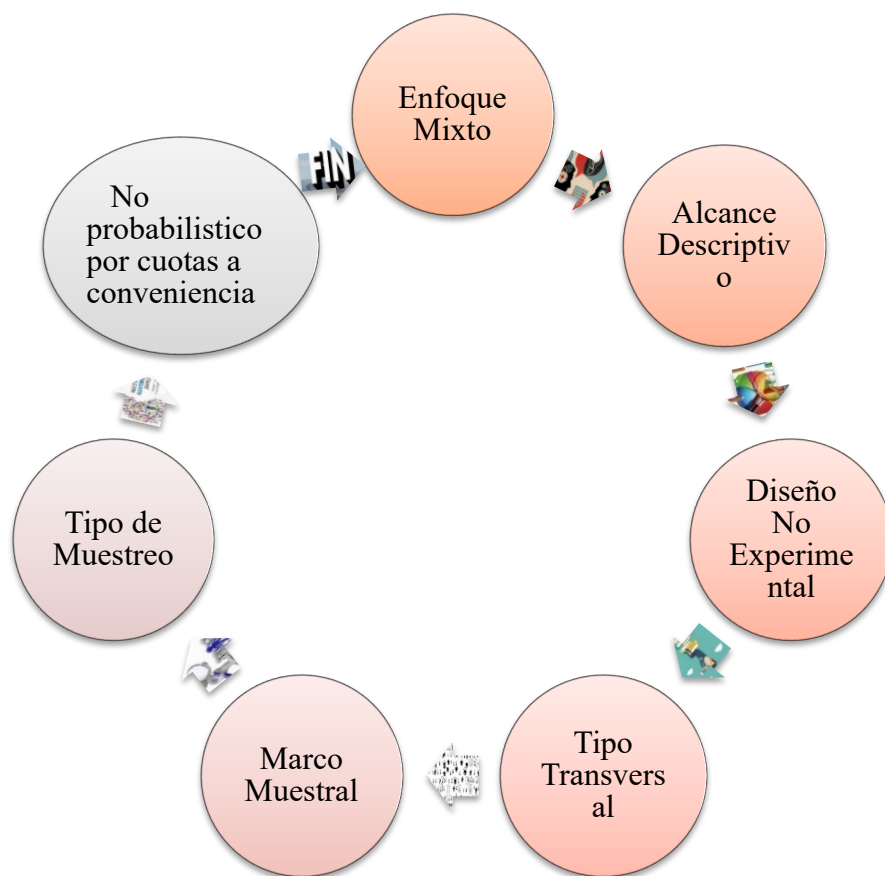 Enfoque
Mixto
Alcance
Descriptiv
o
Diseño
No
Experime
ntal
Tipo
Transvers
al
Marco
Muestral
Tipo de
Muestreo
No
probabilistico
por cuotas a
conveniencia
FIN